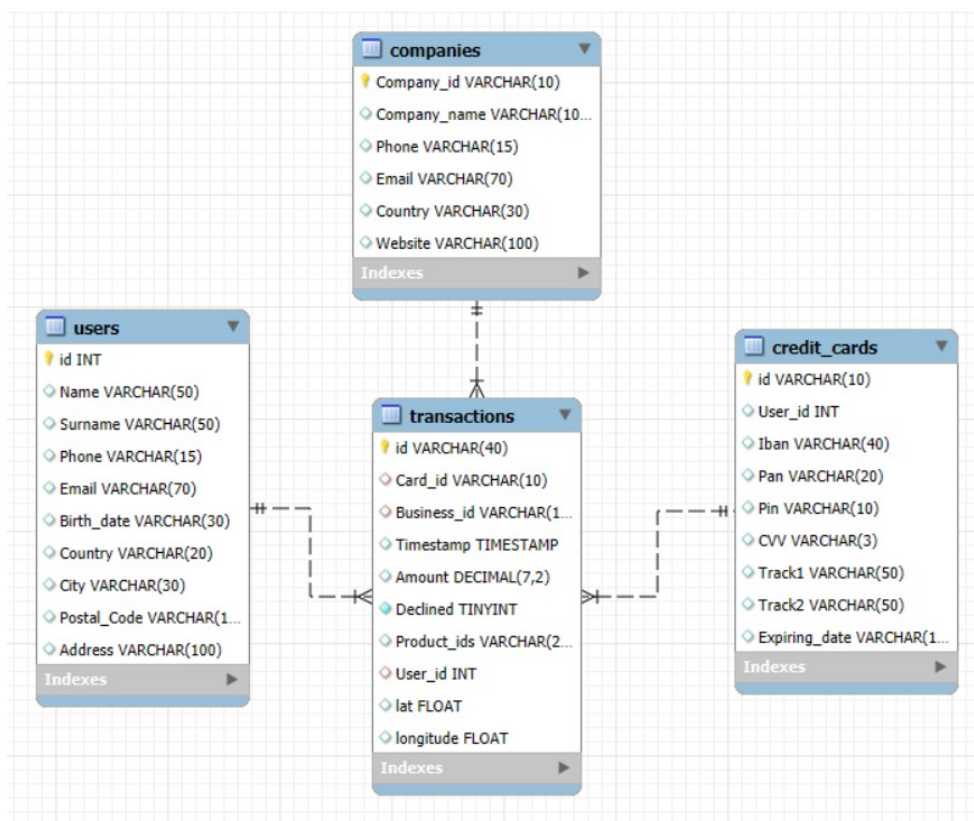 companies
Company_id VARCHAR(10)
Company_name VARCHAR(10...
Phone VARCHAR(15)
Email VARCHAR(70)
Country VARCHAR(30)
Website VARCHAR(100)
Indexes
users
id INT
Name VARCHAR(50)
Surname VARCHAR(50)
Phone VARCHAR(15)
Email VARCHAR(70)
Birth_date VARCHAR(30)
Country VARCHAR(20)
City VARCHAR(30)
Postal_Code VARCHAR(1...
Address VARCHAR(100)
Indexes
transactions
id VARCHAR(40)
Card_id VARCHAR(10)
Business_id VARCHAR(1...
Timestamp TIMESTAMP
Amount DECIMAL(7,2)
Declined TINYINT
Product_ids VARCHAR(2...
User_id INT
lat FLOAT
longitude FLOAT
Indexes
credit_cards
id VARCHAR(10)
User_id INT
Iban VARCHAR(40)
Pan VARCHAR(20)
Pin VARCHAR(10)
CVV VARCHAR(3)
Track1 VARCHAR(50)
Track2 VARCHAR(50)
Expiring_date VARCHAR(1...
Indexes